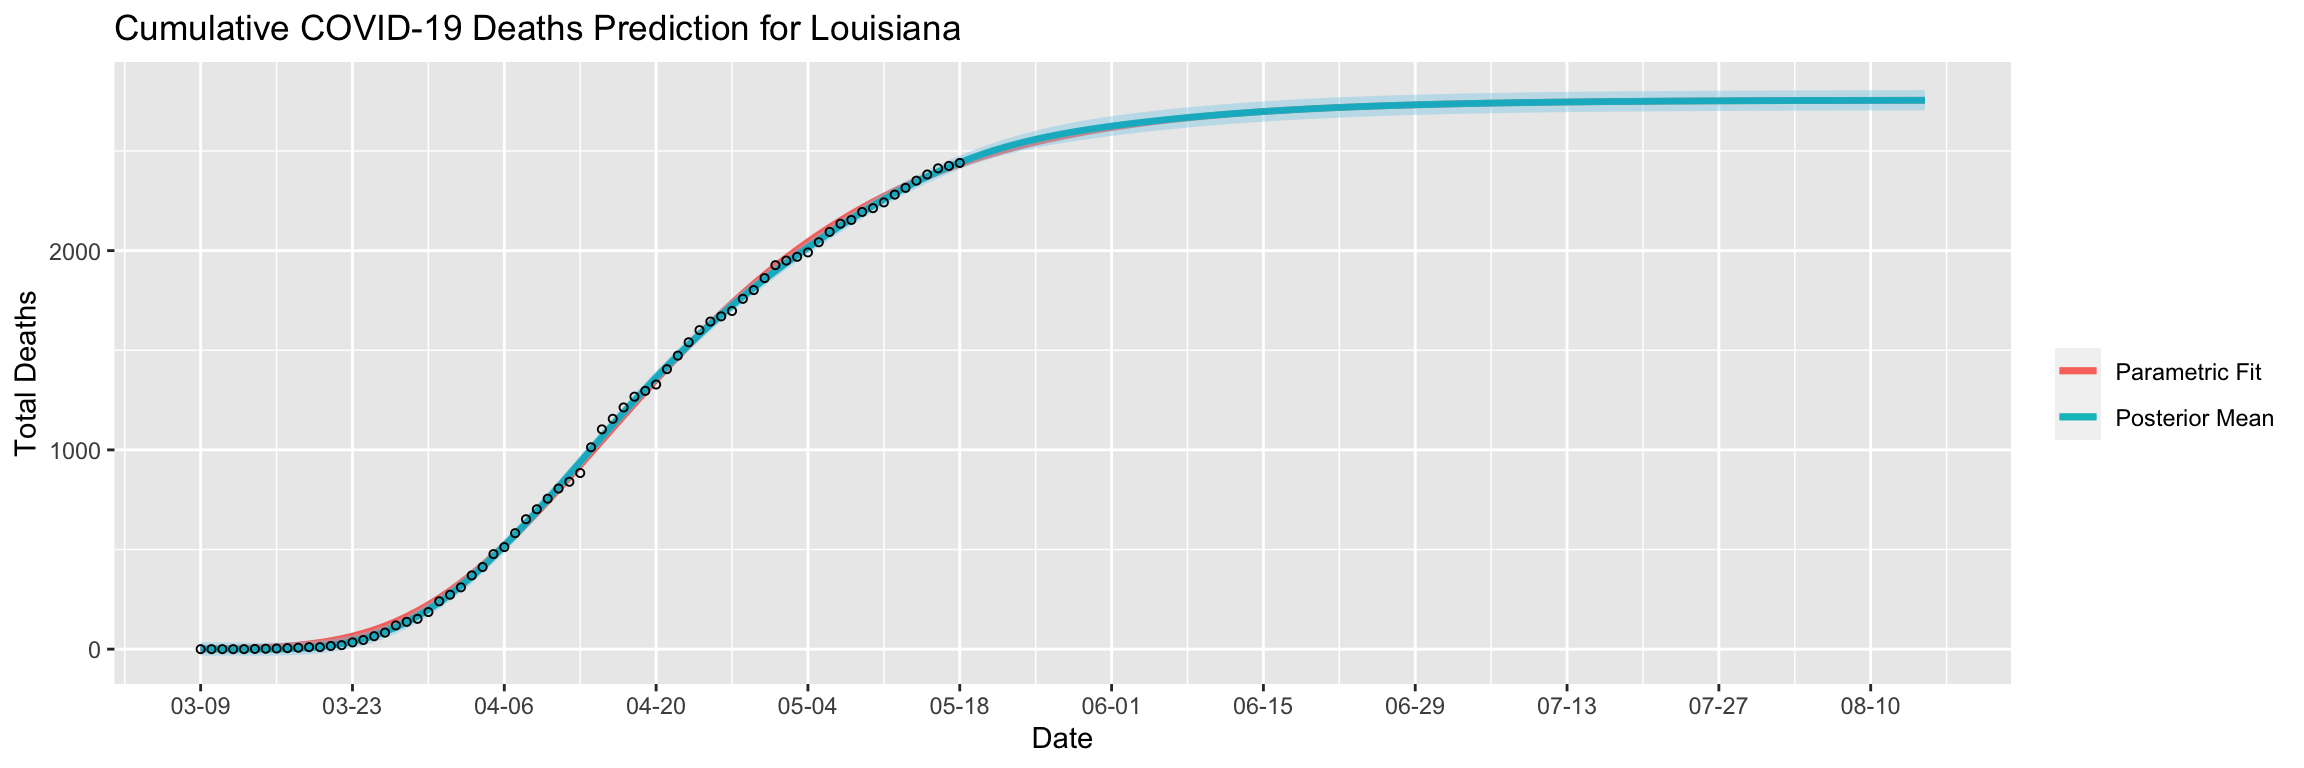 Cumulative COVID-19 Deaths Prediction for Louisiana
Total Deaths
2000
1000
0
03-09 03-23 04-06 04-20 05-04 05-18 06-01 06-15 06-29 07-13 07-27 08-10
Date
Parametric Fit
Posterior Mean